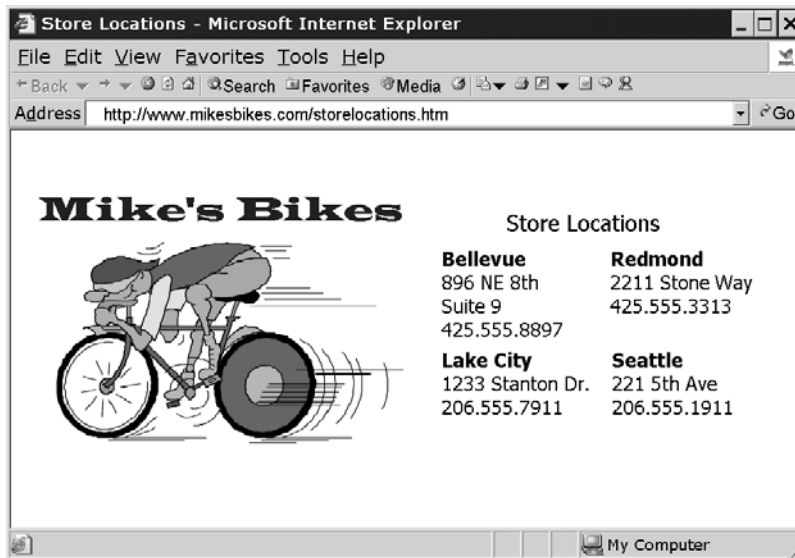 Store Locations - Microsoft Internet Explorer
File Edit View Favorites Tools Help
Back Search Favorites Media
Address http://www.mikesbikes.com/storelocations.htm Go
Mike's Bikes
Store Locations
Bellevue
896 NE 8th
Suite 9
425.555.8897
Redmond
2211 Stone Way
425.555.3313
Lake City
1233 Stanton Dr.
206.555.7911
Seattle
221 5th Ave
206.555.1911
My Computer